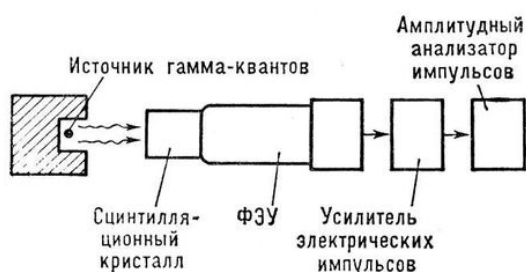 Амплитудный
анализатор
импульсов
Источник гамма-квантов
Сцинтилля-
ционный
кристалл
ФЭУ
Усилитель
электрических
импульсов